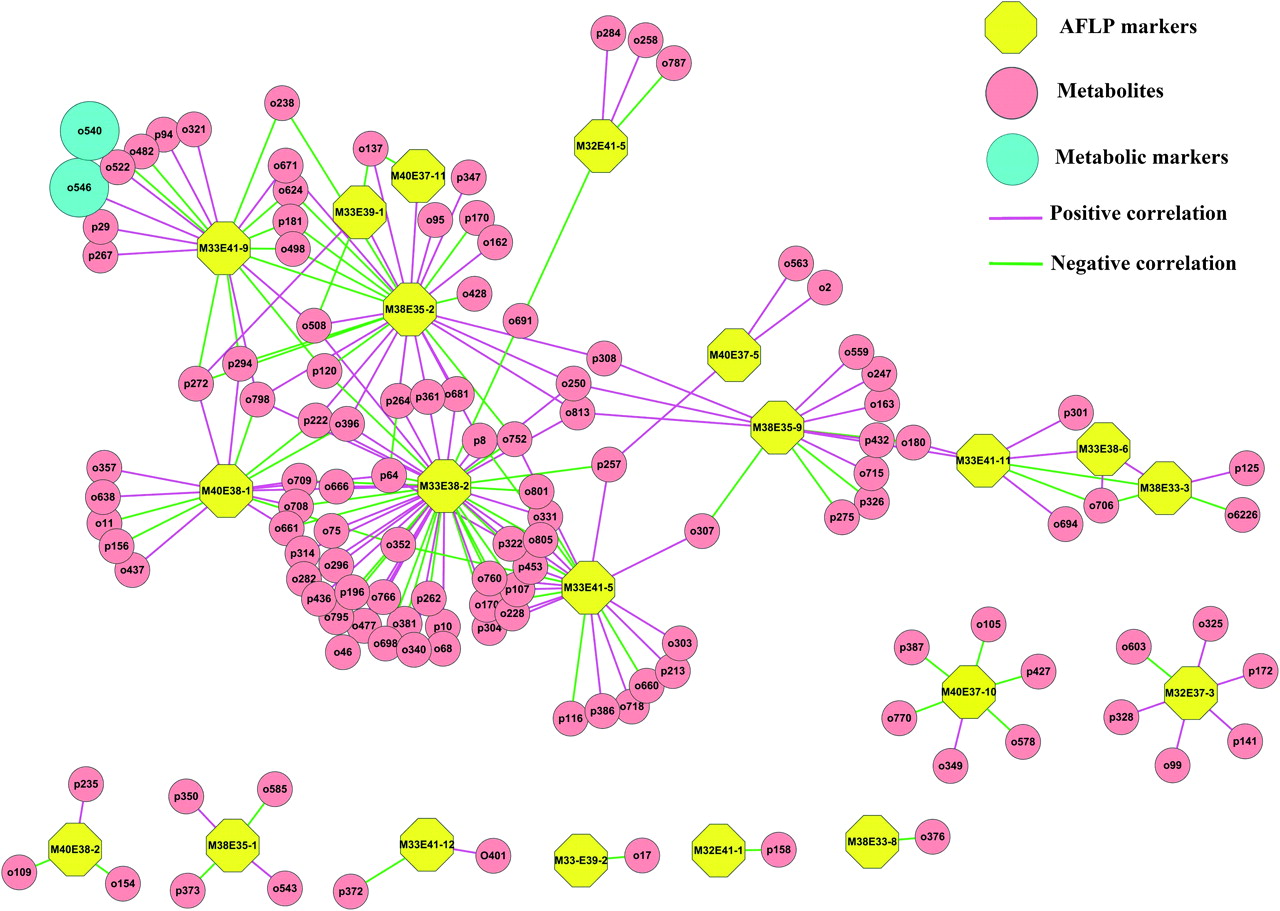 AFLP markers
Metabolites
Metabolic markers
Positive correlation
Negative correlation
p284
o258
o787
o540
p94
o321
o238
o482
o522
o137
M32E41-5
o546
o671
o624
M40E37-11
p347
M33E39-1
p29
p181
o95
p170
p267
M33E41-9
o498
o162
o563
o2
o428
M38E35-2
o508
o691
M40E37-5
p308
o559
p272
p294
p120
o250
o247
o798
p264
p361
o681
o813
o163
p301
p222
o396
p8
o752
M38E35-9
p432
o180
M33E38-6
o357
p64
p257
M33E41-11
p125
o638
M40E38-1
o709
o666
M33E38-2
o801
o715
M38E33-3
o708
p326
o706
o6226
o11
o661
o75
o331
o307
p275
o694
p156
p314
o352
p322
o805
o437
o296
p453
o282
p196
o760
p107
M33E41-5
p436
o766
p262
o170
o795
o477
o381
p10
o228
p304
o46
o698
o340
o68
o303
p213
o660
p116
p386
o718
o105
o325
p387
o603
p427
p172
M40E37-10
M32E37-3
o770
p328
o578
p141
o349
o99
p235
p350
o585
M40E38-2
M38E35-1
M33E41-12
O401
M33-E39-2
o17
M32E41-1
p158
M38E33-8
o376
o109
o154
p373
o543
p372